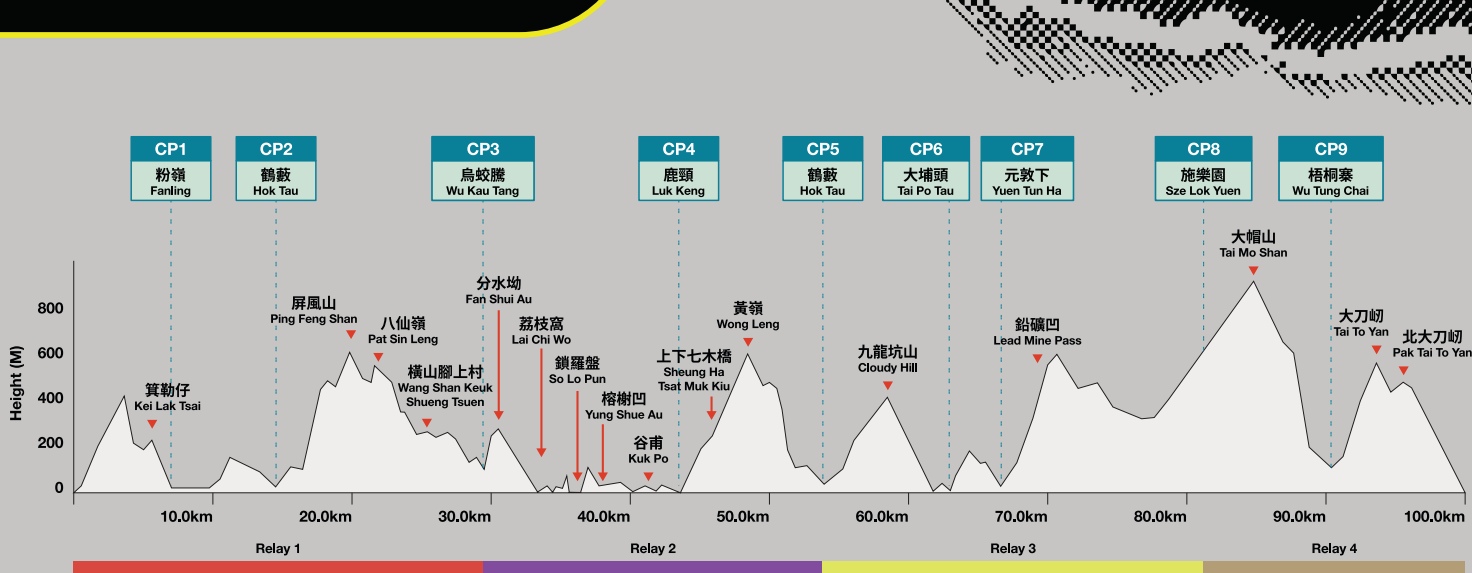 CP1
粉嶺
Fanling
CP2
鶴藪
Hok Tau
CP3
烏蛟騰
Wu Kau Tang
CP4
鹿頸
Luk Keng
CP5
鶴藪
Hok Tau
CP6
大埔頭
Tai Po Tau
CP7
元墩下
Yuen Tun Ha
CP8
施樂園
Sze Lok Yuen
CP9
梧桐寨
Wu Tung Chai
Height (M)
800
600
400
200
0
箕勒仔
Kei Lak Tsai
屏風山
Ping Feng Shan
八仙嶺
Pat Sin Leng
橫山腳上村
Wang Shan Keuk
Shueng Tsuen
分水坳
Fan Shui Au
荔枝窩
Lai Chi Wo
鎖羅盤
So Lo Pun
榕樹凹
Yung Shue Au
谷甫
Kuk Po
上下七木橋
Sheung Ha
Tsat Muk Kiu
黃嶺
Wong Leng
九龍坑山
Cloudy Hill
鉛礦凹
Lead Mine Pass
大帽山
Tai Mo Shan
大刀屻
Tai To Yan
北大刀屻
Pak Tai To Yan
10.0km
20.0km
30.0km
40.0km
50.0km
60.0km
70.0km
80.0km
90.0km
100.0km
Relay 1
Relay 2
Relay 3
Relay 4